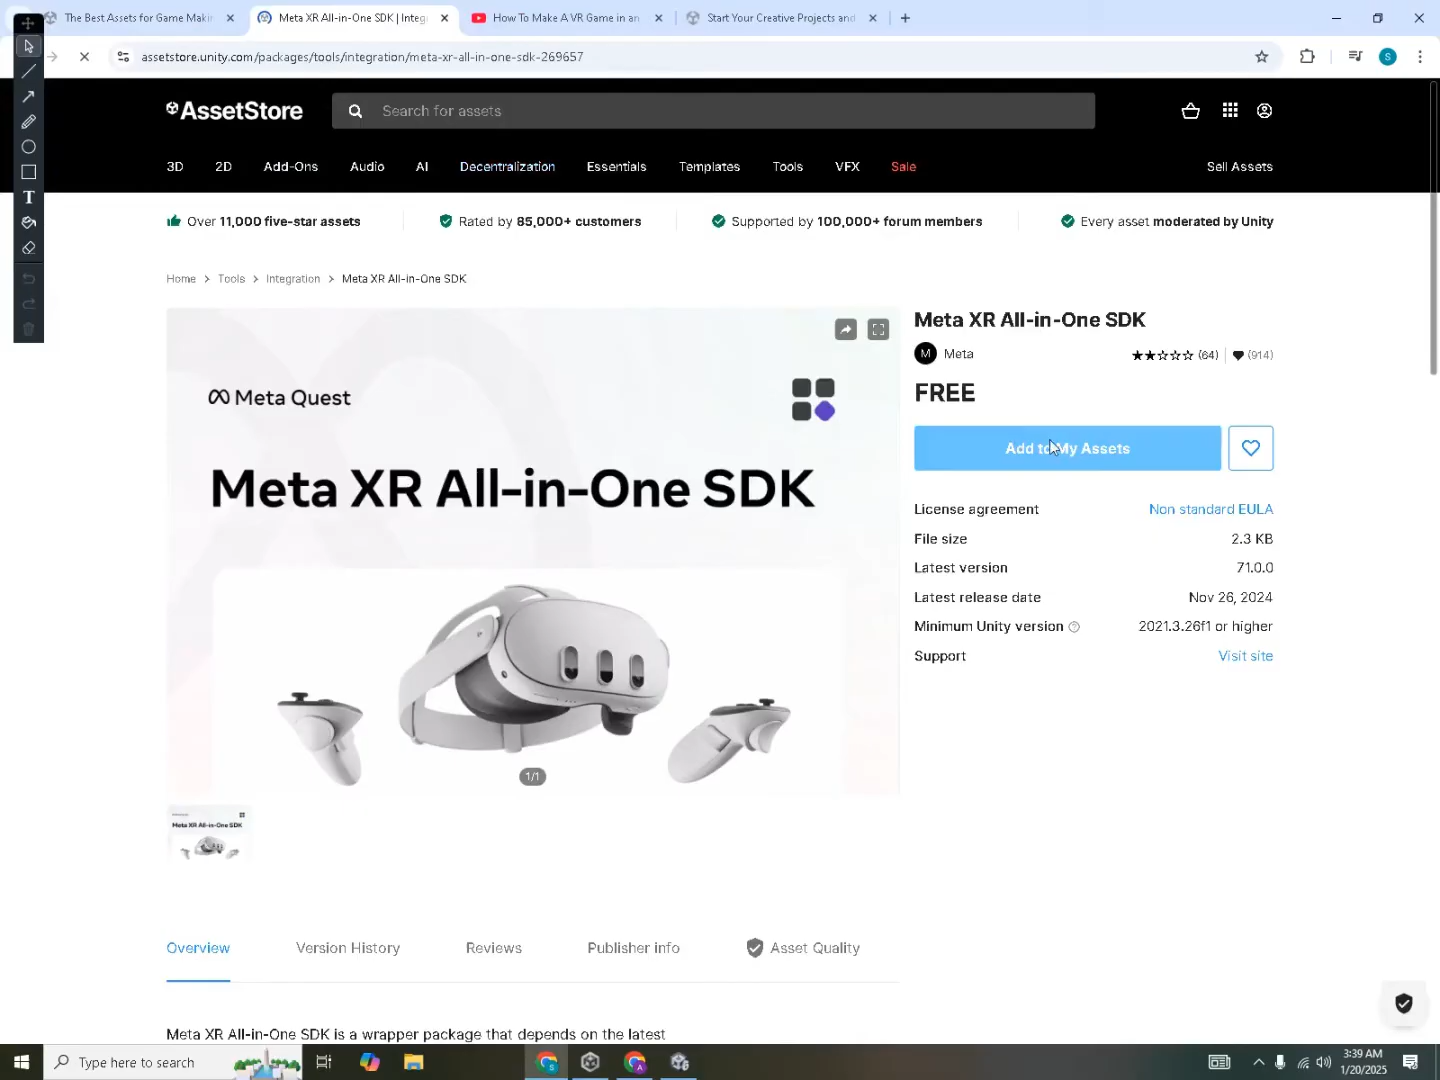 The Best Assets for Game Makin
Meta XR All-in-One SDK | Integ
How To Make A VR Game in an
Start Your Creative Projects and
assetstore.unity.com/packages/tools/integration/meta-xr-all-in-one-sdk-269657
S
AssetStore
Search for assets
3D 2D Add-Ons Audio AI Decentralization Essentials Templates Tools VFX Sale Sell Assets
Over 11,000 five-star assets
Rated by 85,000+ customers
Supported by 100,000+ forum members
Every asset moderated by Unity
Home > Tools > Integration > Meta XR All-in-One SDK
Meta Quest
Meta XR All-in-One SDK
1/1
Meta XR All-in-One SDK
Meta XR All-in-One SDK
M Meta (64) (914)
FREE
Add to My Assets
License agreement Non standard EULA
File size 2.3 KB
Latest version 71.0.0
Latest release date Nov 26, 2024
Minimum Unity version 2021.3.26f1 or higher
Support Visit site
Overview Version History Reviews Publisher info Asset Quality
Meta XR All-in-One SDK is a wrapper package that depends on the latest
T
Type here to search
3:39 AM
1/20/2025